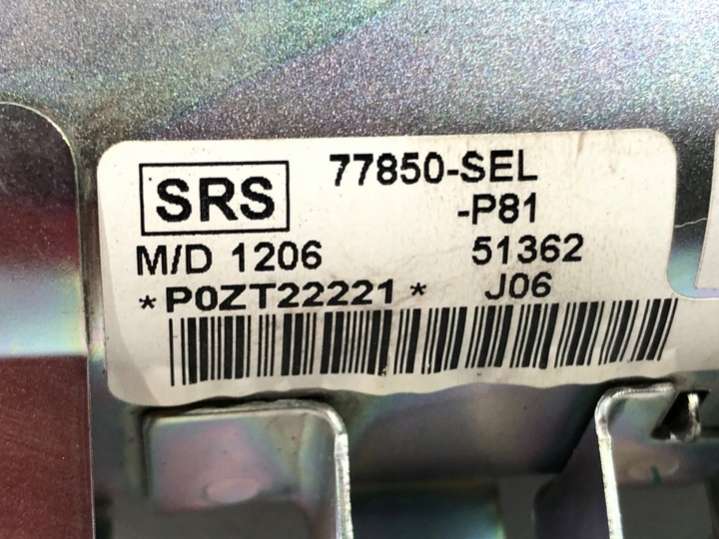 SRS 77850-SEL
-P81
M/D 1206 51362
*P0ZT22221* J06